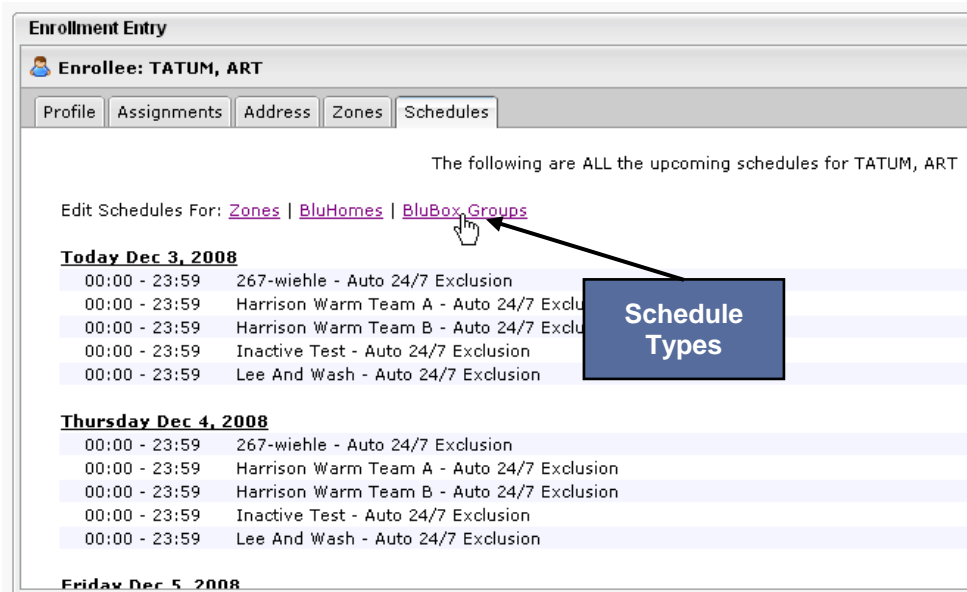 Enrollment Entry
Enrollee: TATUM, ART
Profile Assignments Address Zones Schedules
The following are ALL the upcoming schedules for TATUM, ART
Edit Schedules For: Zones | BluHomes | BluBox Groups
Today Dec 3, 2008
00:00 - 23:59 267-wiehle - Auto 24/7 Exclusion
00:00 - 23:59 Harrison Warm Team A - Auto 24/7 Exclu
00:00 - 23:59 Harrison Warm Team B - Auto 24/7 Exclu
00:00 - 23:59 Inactive Test - Auto 24/7 Exclusion
00:00 - 23:59 Lee And Wash - Auto 24/7 Exclusion
Schedule
Types
Thursday Dec 4, 2008
00:00 - 23:59 267-wiehle - Auto 24/7 Exclusion
00:00 - 23:59 Harrison Warm Team A - Auto 24/7 Exclusion
00:00 - 23:59 Harrison Warm Team B - Auto 24/7 Exclusion
00:00 - 23:59 Inactive Test - Auto 24/7 Exclusion
00:00 - 23:59 Lee And Wash - Auto 24/7 Exclusion
Friday Dec 5, 2008